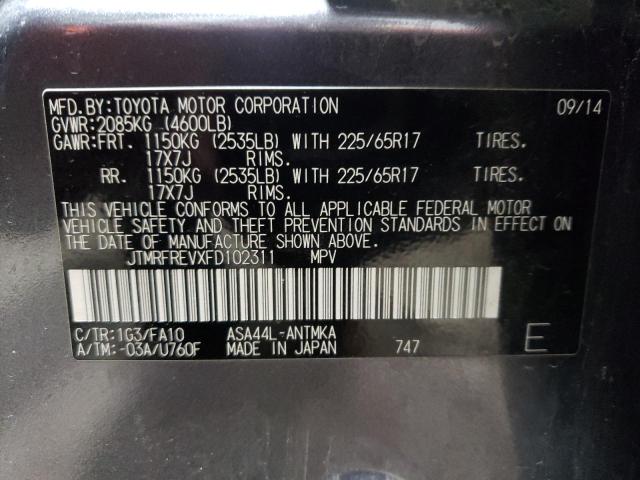 MFD.BY:TOYOTA MOTOR CORPORATION 09/14
GVWR:2085KG (4600LB)
GAWR:FRT. 1150KG (2535LB) WITH 225/65R17 TIRES.
17X7J RIMS.
RR. 1150KG (2535LB) WITH 225/65R17 TIRES.
17X7J RIMS.
THIS VEHICLE CONFORMS TO ALL APPLICABLE FEDERAL MOTOR
VEHICLE SAFETY AND THEFT PREVENTION STANDARDS IN EFFECT ON
THE DATE OF MANUFACTURE SHOWN ABOVE.
JTMRFREVXFD102311 MPV
C/TR:1G3/FA10 ASA44L-ANTMKA
A/TM:-03A/U760F MADE IN JAPAN 747 E